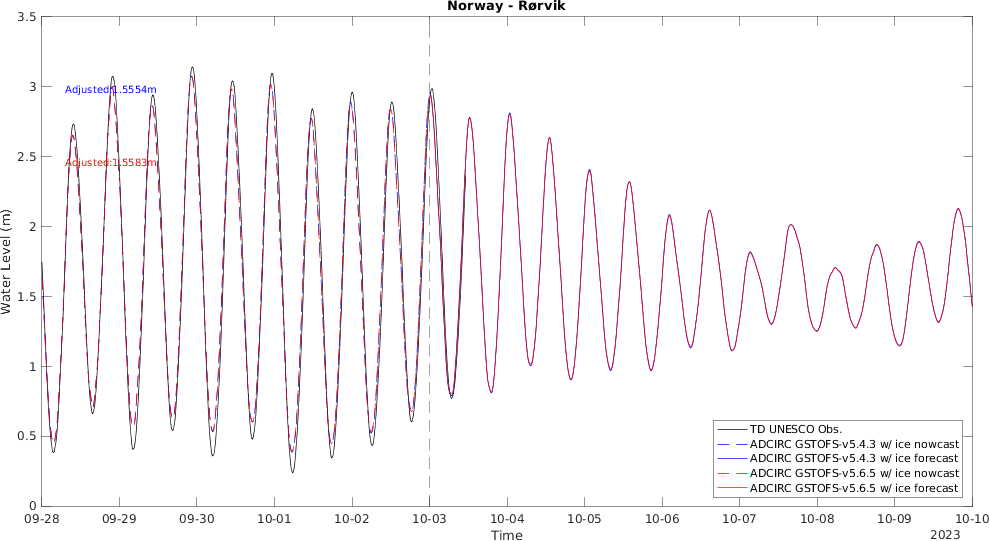 Norway - Rørvik
3.5
3
2.5
2
1.5
1
0.5
0
Water Level (m)
Adjusted:1.5554m
Adjusted:1.5583m
TD UNESCO Obs.
ADCIRC GSTOFS-v5.4.3 w/ ice nowcast
ADCIRC GSTOFS-v5.4.3 w/ ice forecast
ADCIRC GSTOFS-v5.6.5 w/ ice nowcast
ADCIRC GSTOFS-v5.6.5 w/ ice forecast
09-28 09-29 09-30 10-01 10-02 10-03 10-04 10-05 10-06 10-07 10-08 10-09 10-10
Time
2023